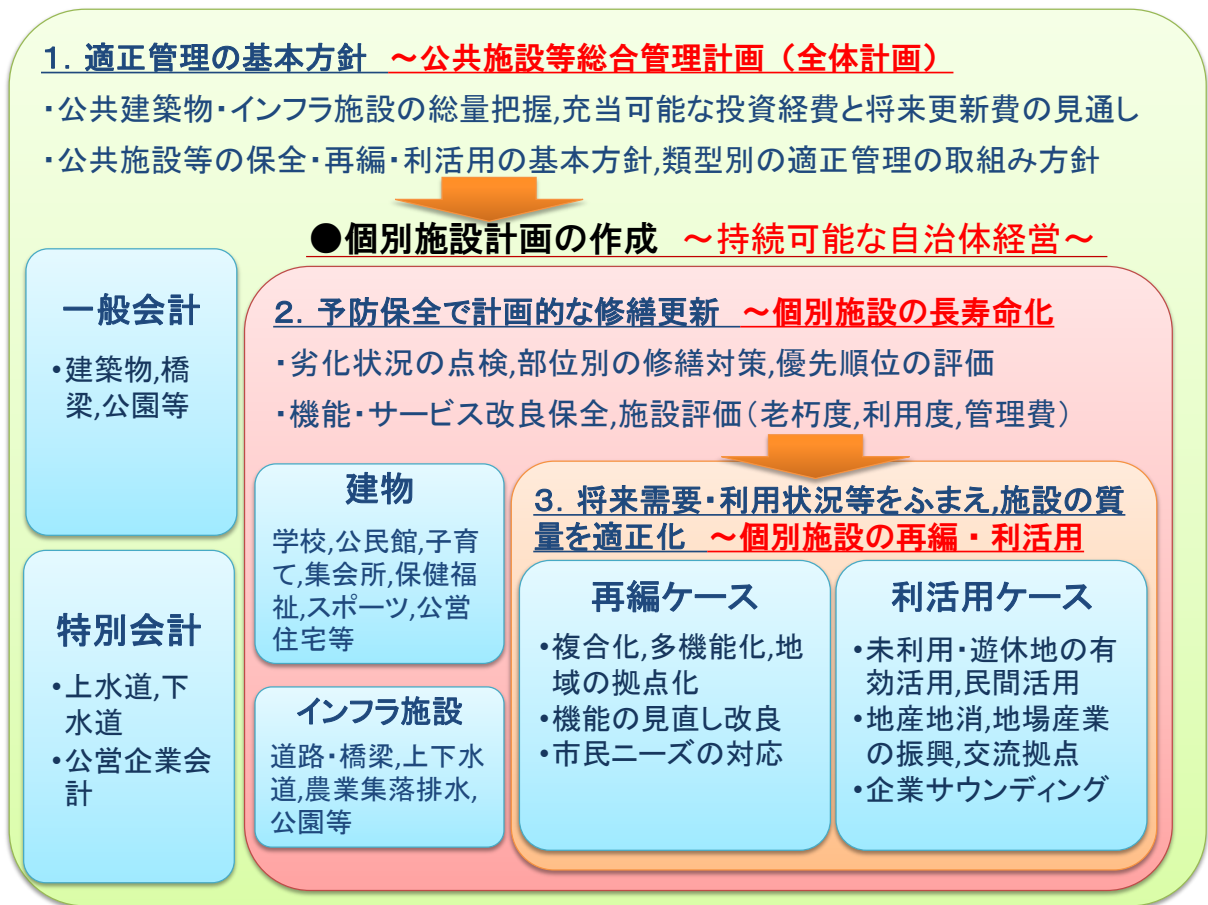 1．適正管理の基本方針　～公共施設等総合管理計画（全体計画）
・公共建築物・インフラ施設の総量把握,充当可能な投資経費と将来更新費の見通し
・公共施設等の保全・再編・利活用の基本方針,類型別の適正管理の取組み方針
●個別施設計画の作成　～持続可能な自治体経営～
一般会計
•建築物,橋
梁,公園等
特別会計
•上水道,下
水道
•公営企業会
計
2．予防保全で計画的な修繕更新　～個別施設の長寿命化
・劣化状況の点検,部位別の修繕対策,優先順位の評価
・機能・サービス改良保全,施設評価（老朽度,利用度,管理費）
建物
学校,公民館,子育
て,集会所,保健福
祉,スポーツ,公営
住宅等
インフラ施設
道路・橋梁,上下水
道,農業集落排水,
公園等
3．将来需要・利用状況等をふまえ,施設の質
量を適正化　～個別施設の再編・利活用
再編ケース
•複合化,多機能化,地
域の拠点化
•機能の見直し改良
•市民ニーズの対応
利活用ケース
•未利用・遊休地の有
効活用,民間活用
•地産地消,地場産業
の振興,交流拠点
•企業サウンディング